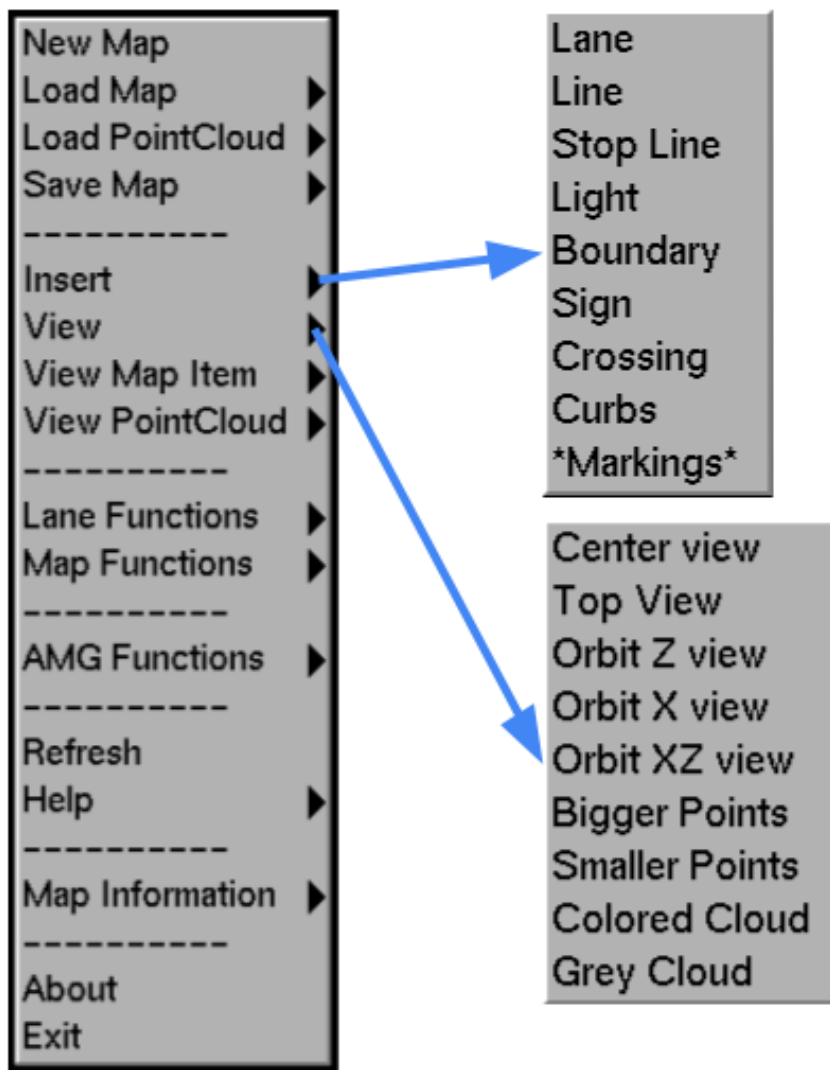 New Map
Load Map
Load PointCloud
Save Map
----------
Insert
View
View Map Item
View PointCloud
----------
Lane Functions
Map Functions
----------
AMG Functions
----------
Refresh
Help
----------
Map Information
----------
About
Exit
Lane
Line
Stop Line
Light
Boundary
Sign
Crossing
Curbs
*Markings*
Center view
Top View
Orbit Z view
Orbit X view
Orbit XZ view
Bigger Points
Smaller Points
Colored Cloud
Grey Cloud